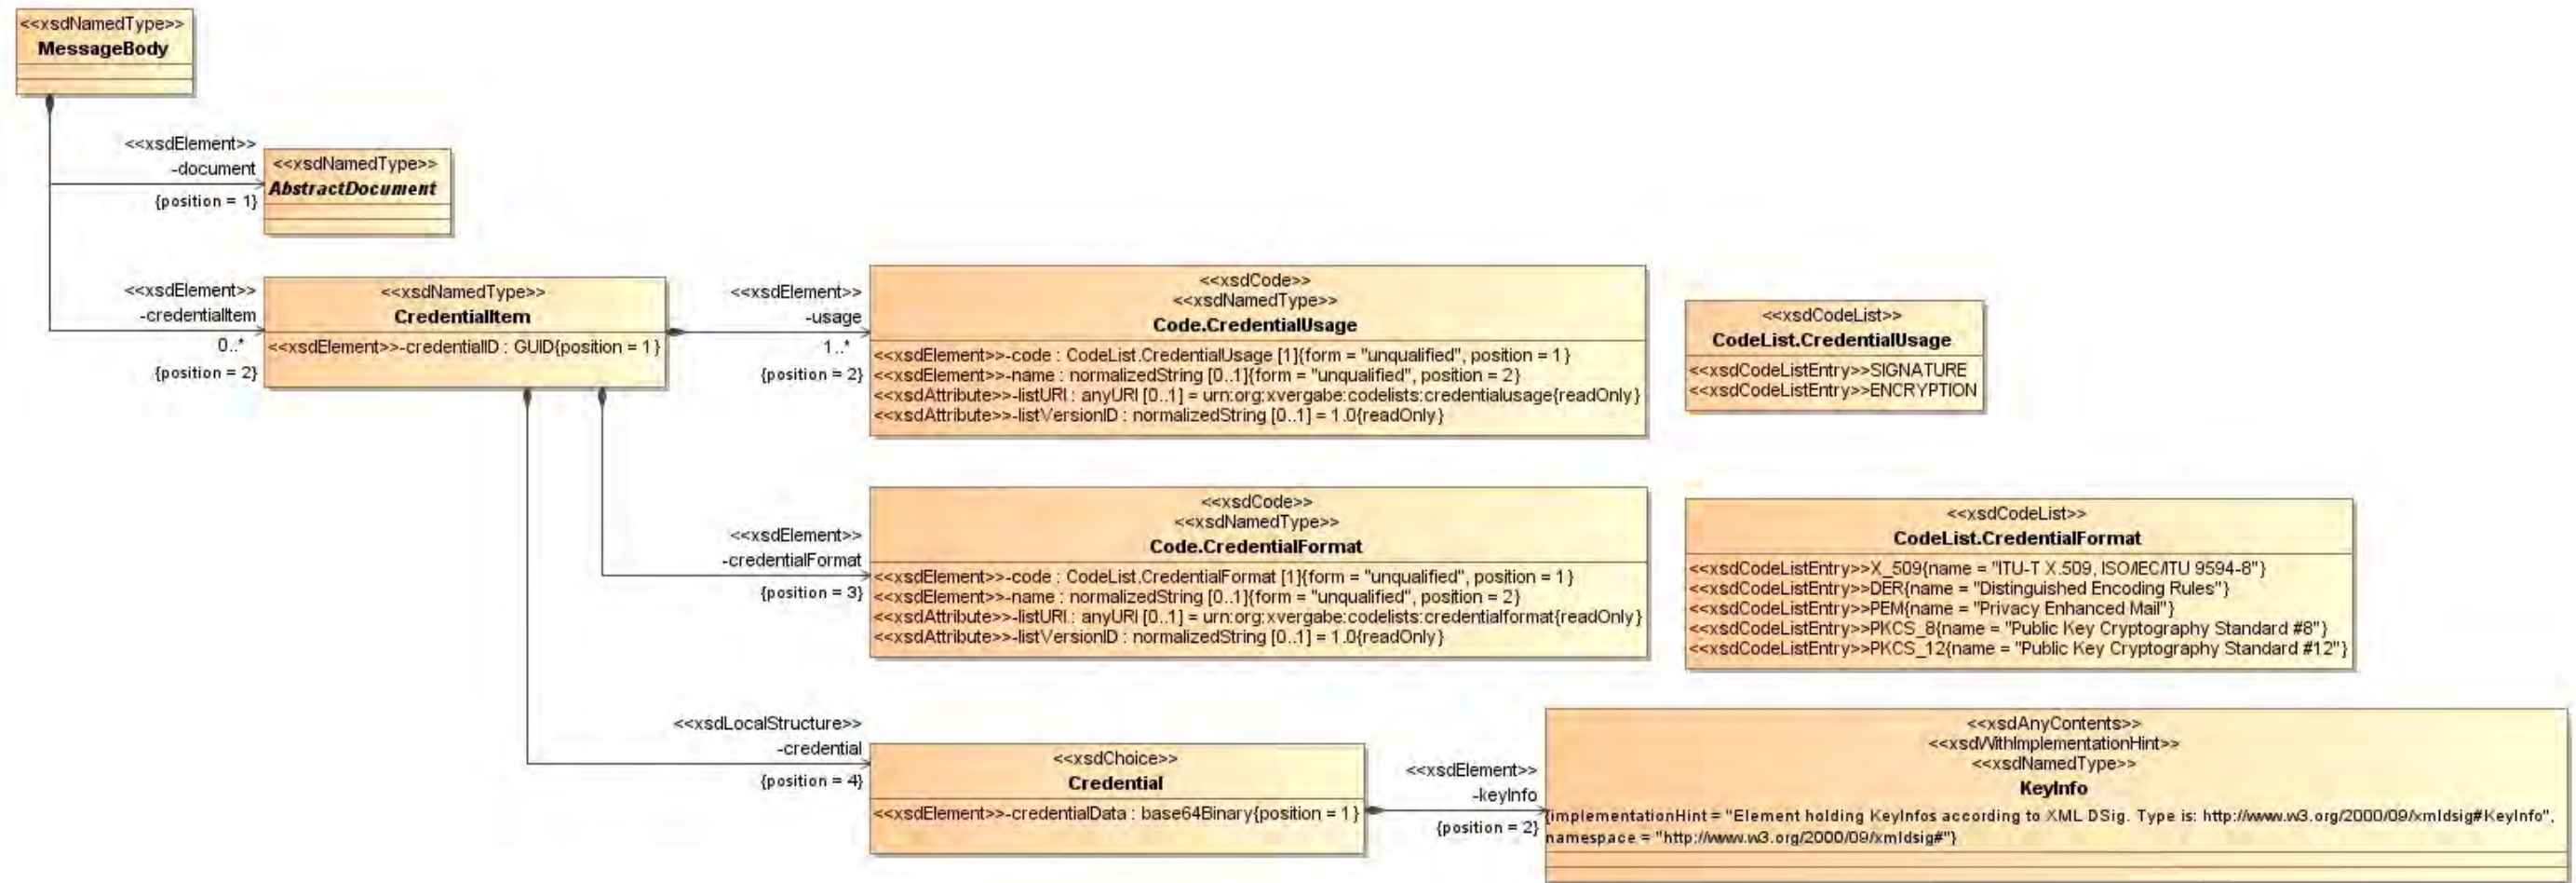 <<xsdNamedType>>
MessageBody
<<xsdElement>>
-document
{position = 1}
<<xsdNamedType>>
AbstractDocument
<<xsdElement>>
-credentialItem
0..*
{position = 2}
<<xsdNamedType>>
CredentialItem
<<xsdElement>>-credentialID : GUID{position = 1}
<<xsdElement>>
-usage
1..*
{position = 2}
<<xsdCode>>
<<xsdNamedType>>
Code.CredentialUsage
<<xsdElement>>-code : CodeList.CredentialUsage [1]{form = "unqualified", position = 1}
<<xsdElement>>-name : normalizedString [0..1]{form = "unqualified", position = 2}
<<xsdAttribute>>-listURI : anyURI [0..1] = urn:org:xvergabe:codelists:credentialusage{readOnly}
<<xsdAttribute>>-listVersionID : normalizedString [0..1] = 1.0{readOnly}
<<xsdCodeList>>
CodeList.CredentialUsage
<<xsdCodeListEntry>>SIGNATURE
<<xsdCodeListEntry>>ENCRYPTION
<<xsdElement>>
-credentialFormat
{position = 3}
<<xsdCode>>
<<xsdNamedType>>
Code.CredentialFormat
<<xsdElement>>-code : CodeList.CredentialFormat [1]{form = "unqualified", position = 1}
<<xsdElement>>-name : normalizedString [0..1]{form = "unqualified", position = 2}
<<xsdAttribute>>-listURI : anyURI [0..1] = urn:org:xvergabe:codelists:credentialformat{readOnly}
<<xsdAttribute>>-listVersionID : normalizedString [0..1] = 1.0{readOnly}
<<xsdCodeList>>
CodeList.CredentialFormat
<<xsdCodeListEntry>>X_509{name = "ITU-T X.509, ISO/IEC/ITU 9594-8"}
<<xsdCodeListEntry>>DER{name = "Distinguished Encoding Rules"}
<<xsdCodeListEntry>>PEM{name = "Privacy Enhanced Mail"}
<<xsdCodeListEntry>>PKCS_8{name = "Public Key Cryptography Standard #8"}
<<xsdCodeListEntry>>PKCS_12{name = "Public Key Cryptography Standard #12"}
<<xsdLocalStructure>>
-credential
{position = 4}
<<xsdChoice>>
Credential
<<xsdElement>>-credentialData : base64Binary{position = 1}
<<xsdElement>>
-keyInfo
{position = 2}
<<xsdAnyContents>>
<<xsdWithImplementationHint>>
<<xsdNamedType>>
KeyInfo
{implementationHint = "Element holding KeyInfos according to XML DSig. Type is: http://www.w3.org/2000/09/xmldsig#KeyInfo",
namespace = "http://www.w3.org/2000/09/xmldsig#"}